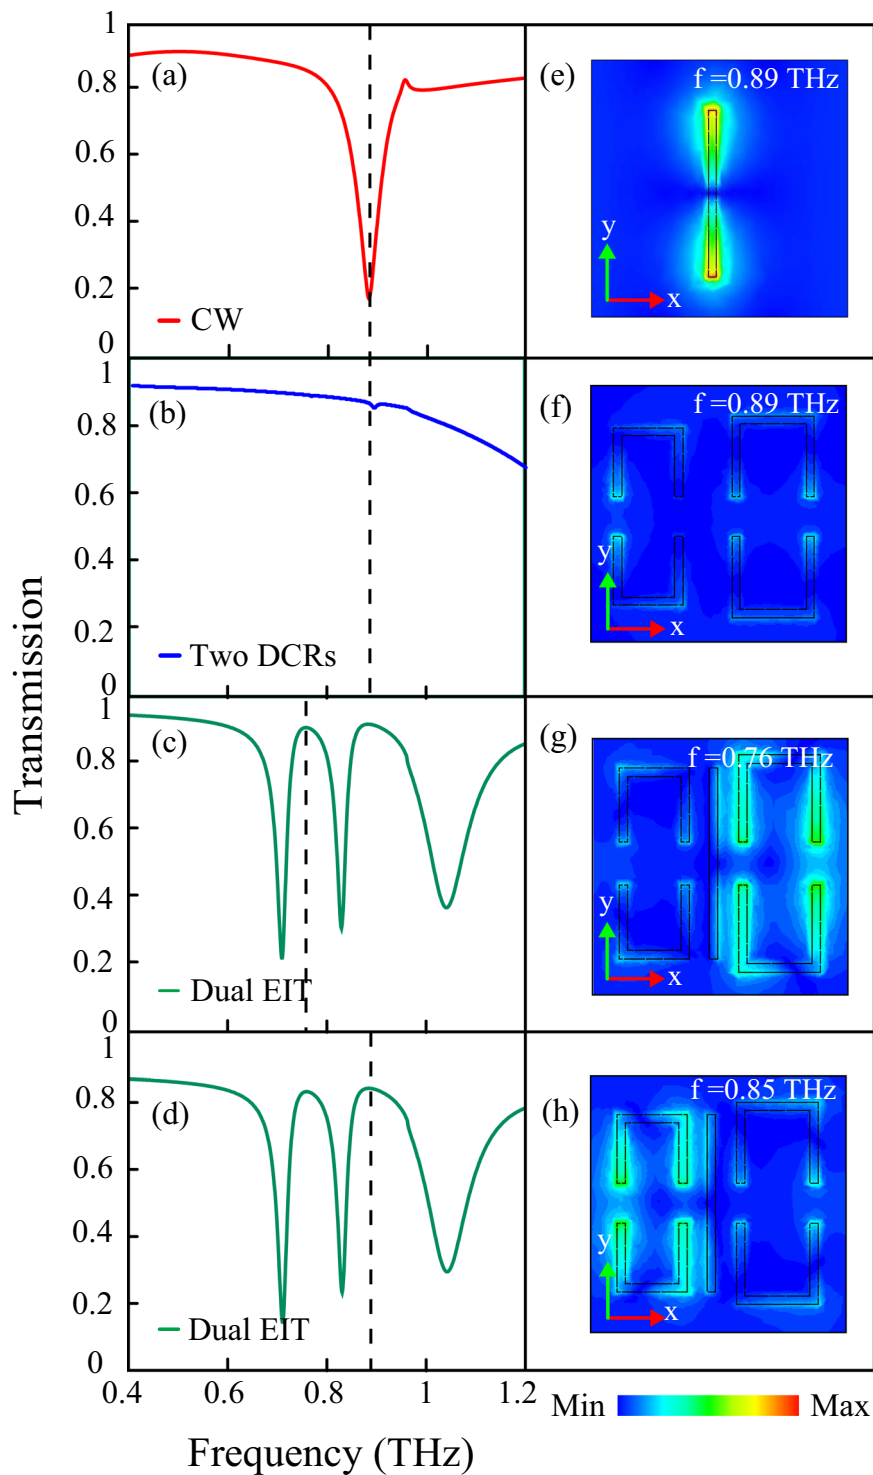 Transmission
1
0.8
0.6
0.4
0.2
0
(a)
CW
(e)
f =0.89 THz
y
x
1
0.8
0.6
0.4
0.2
0
(b)
Two DCRs
(f)
f =0.89 THz
y
x
1
0.8
0.6
0.4
0.2
0
(c)
Dual EIT
(g)
f =0.76 THz
y
x
1
0.8
0.6
0.4
0.2
0
(d)
Dual EIT
(h)
f =0.85 THz
y
x
0.4 0.6 0.8 1 1.2
Min Max
Frequency (THz)